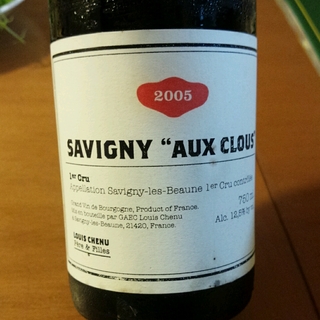 2005
SAVIGNY "AUX CLOUS"
1er Cru
Appellation Savigny-les-Beaune 1er Cru contrôlée
Grand Vin de Bourgogne, Product of France.
Mis en bouteille par GAEC Louis Chenu
à Savigny-les-Beaune, 21420, France.
750 ml
Alc. 12,5% by
LOUIS CHENU
Père & Filles